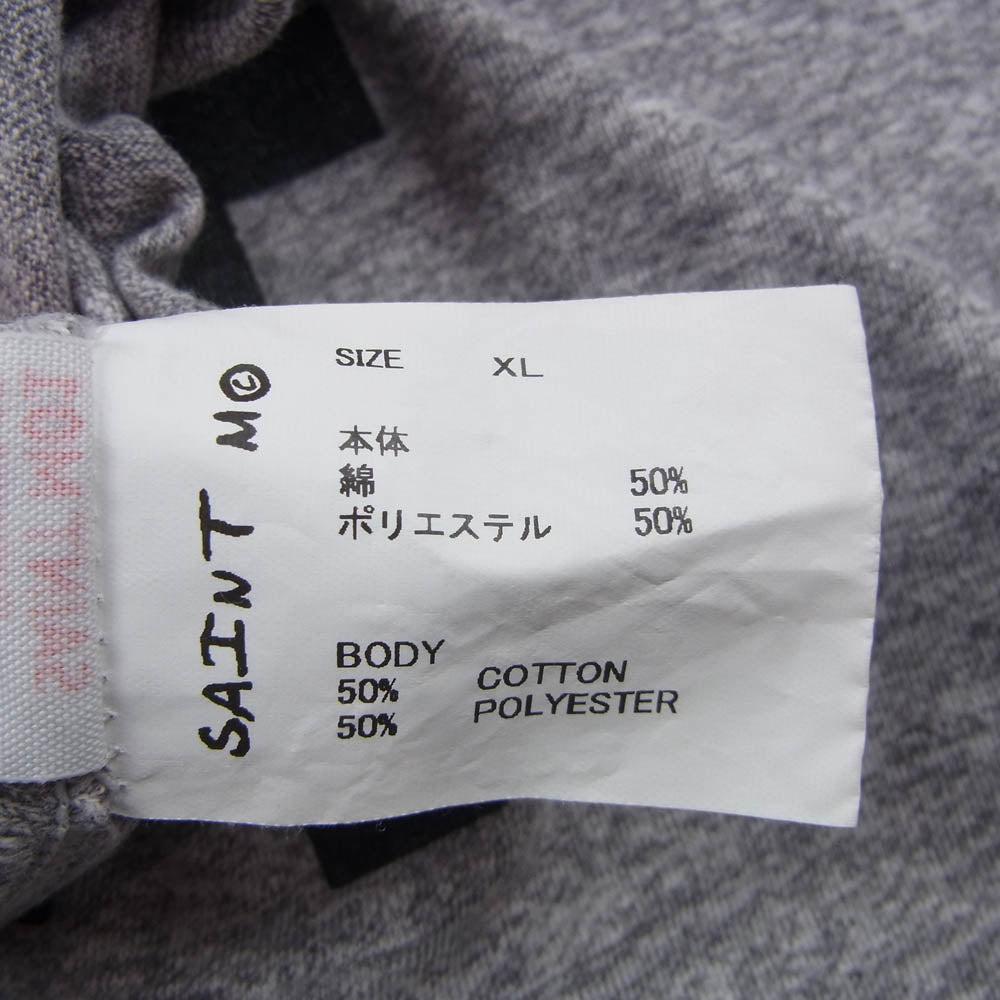 SAINT M©
SIZE XL
本体
綿 50%
ポリエステル 50%
BODY
50% COTTON
50% POLYESTER